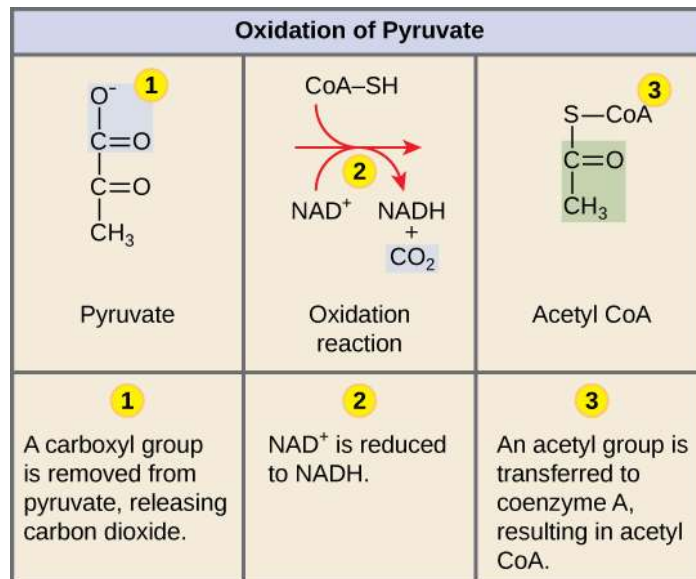 Oxidation of Pyruvate
1
O⁻
C=O
C=O
CH₃
Pyruvate
CoA–SH
2
NAD⁺ NADH
+
CO₂
Oxidation
reaction
3
S—CoA
C=O
CH₃
Acetyl CoA
1
A carboxyl group
is removed from
pyruvate, releasing
carbon dioxide.
2
NAD⁺ is reduced
to NADH.
3
An acetyl group is
transferred to
coenzyme A,
resulting in acetyl
CoA.